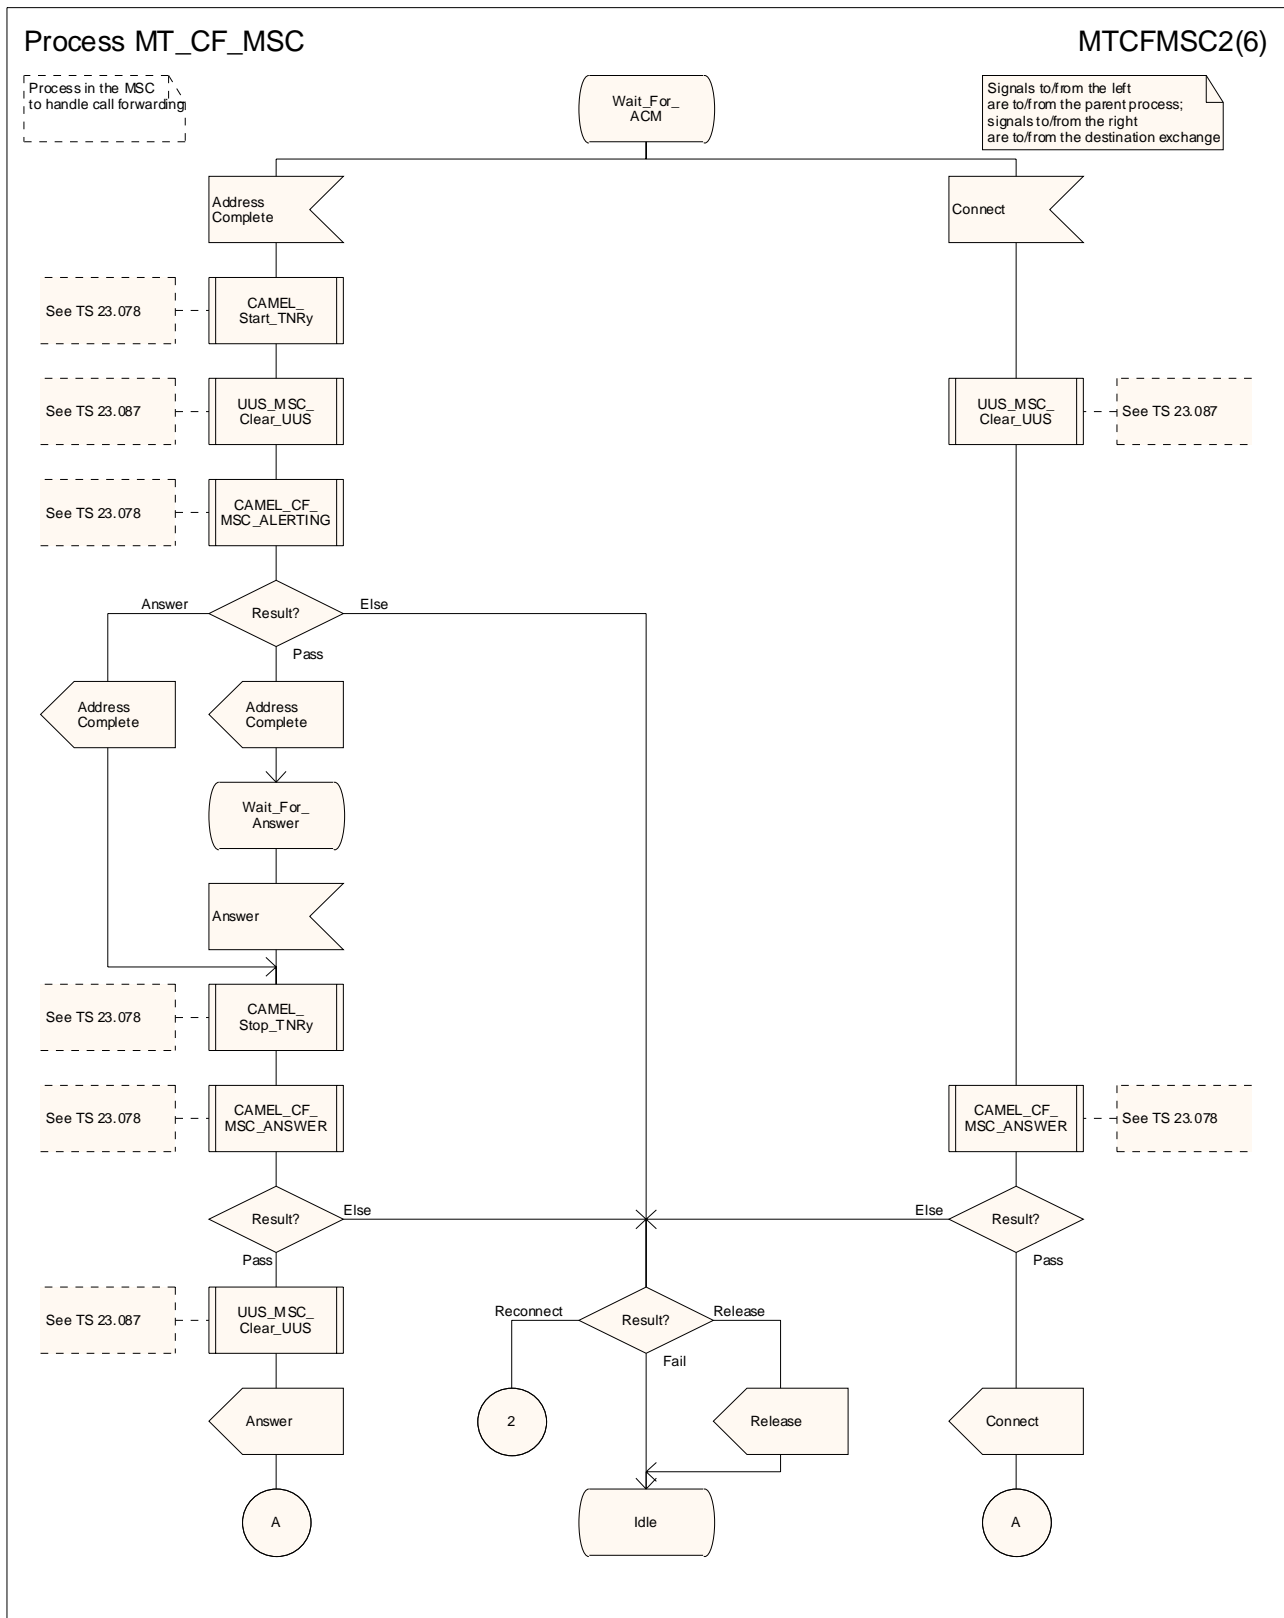 Process MT_CF_MSC
MTCFMSC2(6)
Process in the MSC
to handle call forwarding
Wait_For_
ACM
Signals to/from the left
are to/from the parent process;
signals to/from the right
are to/from the destination exchange
Address
Complete
Connect
See TS 23.078
CAMEL_
Start_TNRy
See TS 23.087
UUS_MSC_
Clear_UUS
UUS_MSC_
Clear_UUS
See TS 23.087
See TS 23.078
CAMEL_CF_
MSC_ALERTING
Answer
Result?
Else
Pass
Address
Complete
Address
Complete
Wait_For_
Answer
Answer
See TS 23.078
CAMEL_
Stop_TNRy
See TS 23.078
CAMEL_CF_
MSC_ANSWER
CAMEL_CF_
MSC_ANSWER
See TS 23.078
Result?
Else
Else
Result?
Pass
Pass
See TS 23.087
UUS_MSC_
Clear_UUS
Reconnect
Result?
Release
Fail
Answer
2
Release
Connect
A
Idle
A